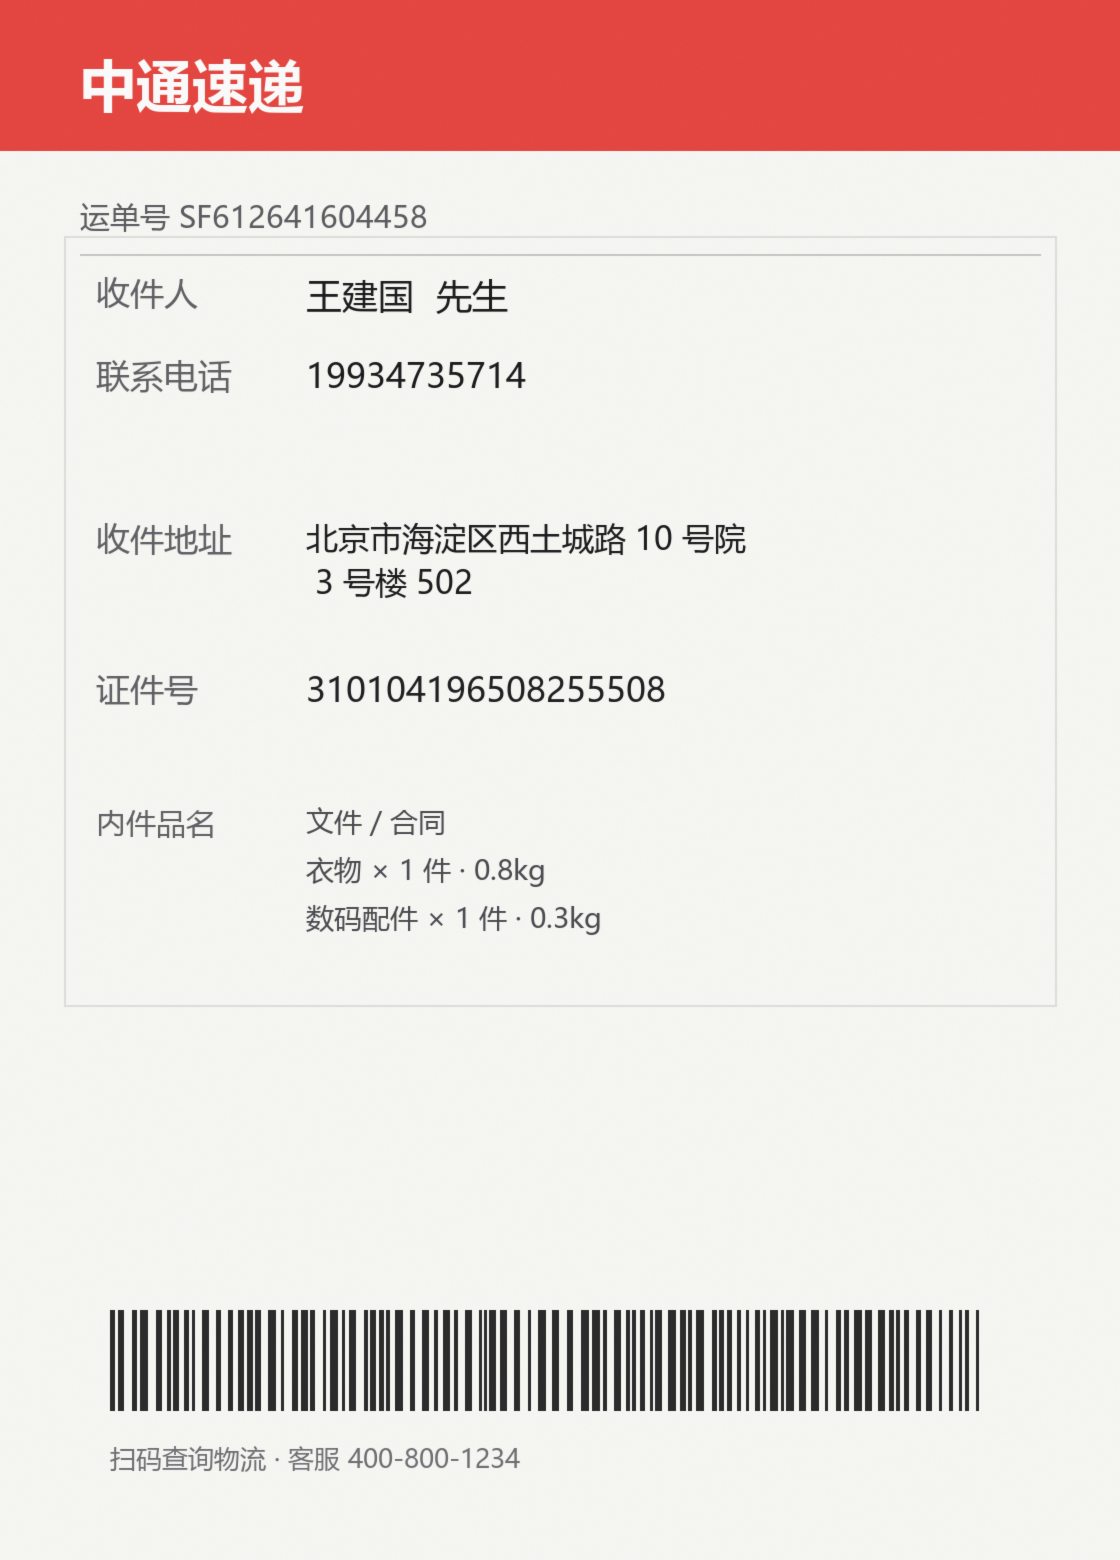 中通速递
运单号 SF612641604458
收件人 王建国 先生
联系电话 19934735714
收件地址 北京市海淀区西土城路 10 号院
3 号楼 502
证件号 310104196508255508
内件品名 文件 / 合同
衣物 × 1 件 · 0.8kg
数码配件 × 1 件 · 0.3kg
扫码查询物流 · 客服 400-800-1234